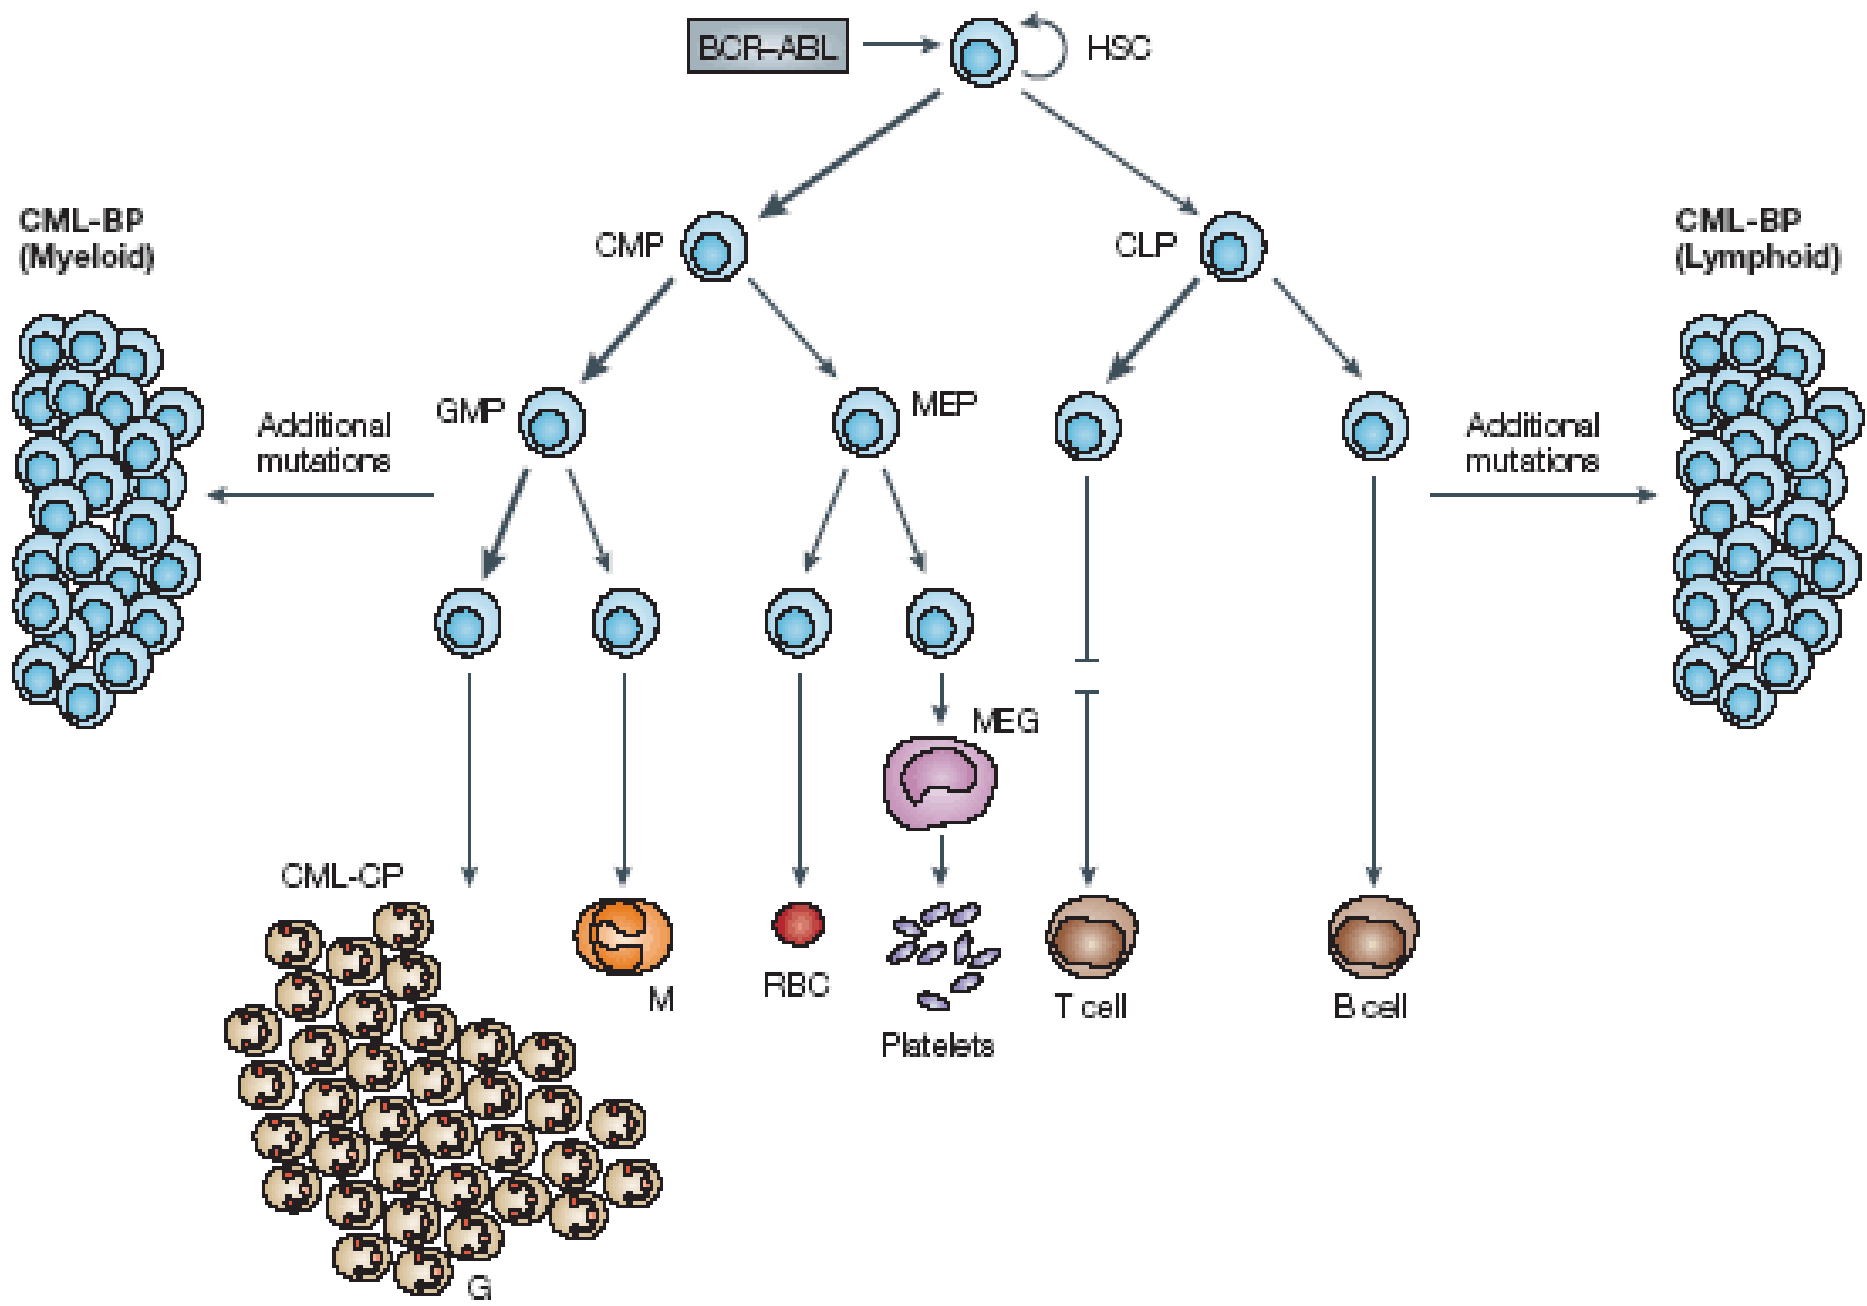 BCR–ABL
HSC
CML-BP
(Myeloid)
CMP
CLP
CML-BP
(Lymphoid)
GMP
MEP
Additional
mutations
Additional
mutations
MEG
CML-CP
M
RBC
Platelets
T cell
B cell
G